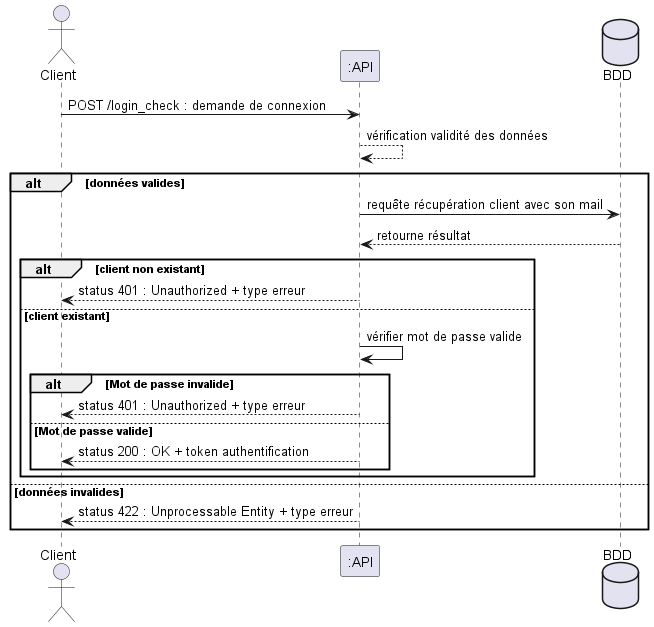 Client
:API
BDD
POST /login_check : demande de connexion
vérification validité des données
alt
[données valides]
requête récupération client avec son mail
retourne résultat
alt
[client non existant]
status 401 : Unauthorized + type erreur
[client existant]
vérifier mot de passe valide
alt
[Mot de passe invalide]
status 401 : Unauthorized + type erreur
[Mot de passe valide]
status 200 : OK + token authentification
[données invalides]
status 422 : Unprocessable Entity + type erreur
Client
:API
BDD